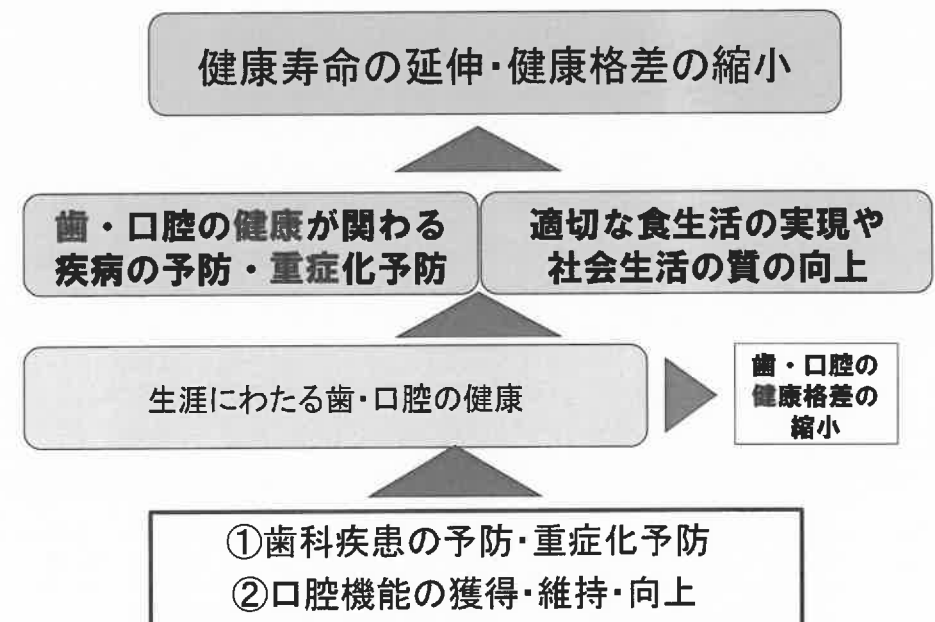 健康寿命の延伸・健康格差の縮小
歯・口腔の健康が関わる
疾病の予防・重症化予防
適切な食生活の実現や
社会生活の質の向上
生涯にわたる歯・口腔の健康
歯・口腔の
健康格差の
縮小
①歯科疾患の予防・重症化予防
②口腔機能の獲得・維持・向上